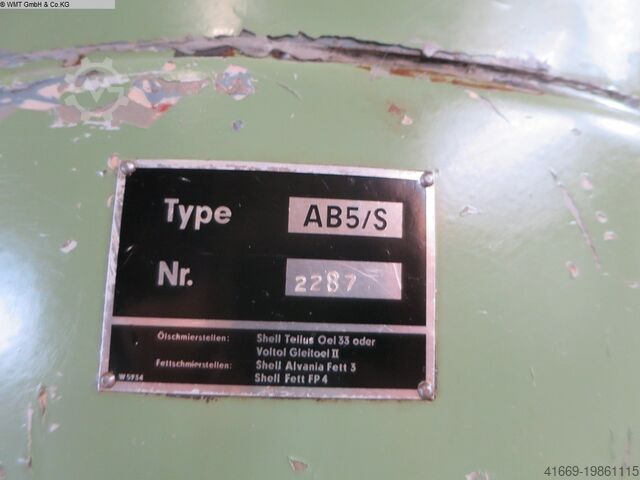 © WMT GmbH & Co.KG
Type AB5/S
Nr. 2287
Ölschmierstellen: Shell Tellus Oel 33 oder
Voltol Gleitoel II
Fettschmierstellen: Shell Alvania Fett 3
Shell Fett FP 4
W5934
41669-19861115